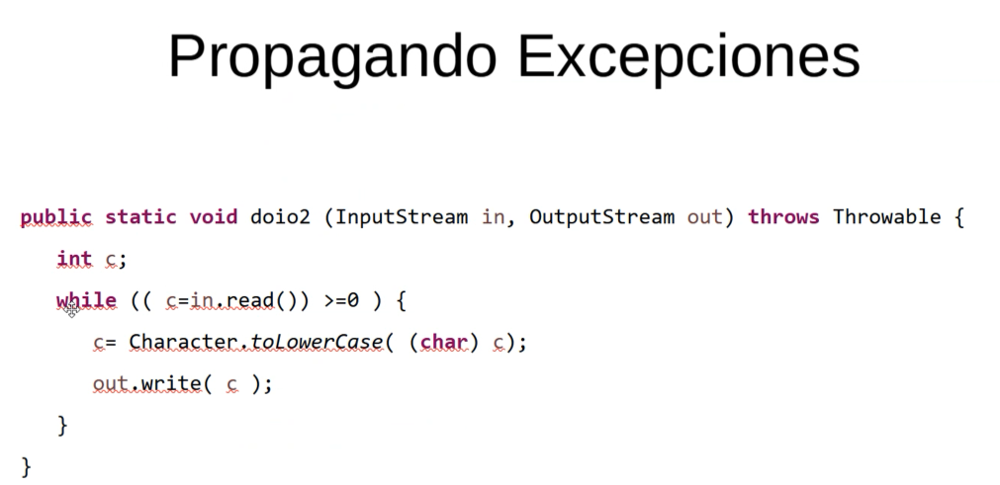 Propagando Excepciones
public static void doio2 (InputStream in, OutputStream out) throws Throwable {
int c;
while (( c=in.read()) >=0 ) {
c= Character.toLowerCase( (char) c);
out.write( c );
}
}